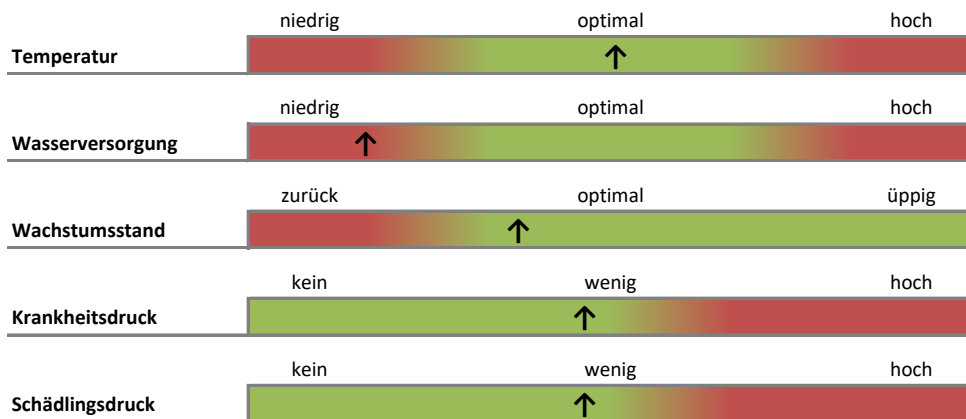 niedrig optimal hoch
Temperatur
niedrig optimal hoch
Wasserversorgung
zurück optimal üppig
Wachstumsstand
kein wenig hoch
Krankheitsdruck
kein wenig hoch
Schädlingsdruck